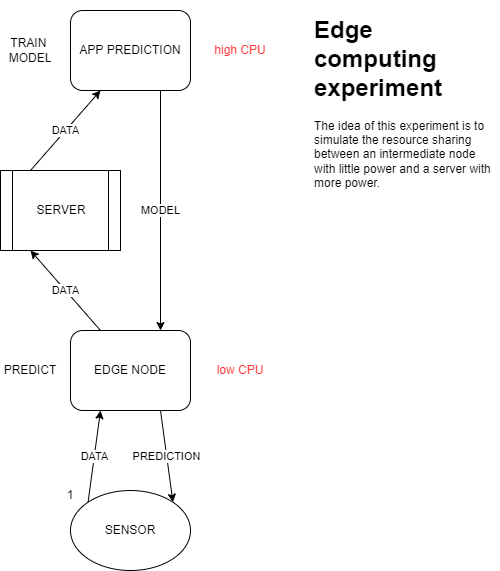 Edge
computing
experiment
The idea of this experiment is to
simulate the resource sharing
between an intermediate node
with little power and a server with
more power.
TRAIN
MODEL
APP PREDICTION
high CPU
DATA
SERVER
MODEL
DATA
PREDICT
EDGE NODE
low CPU
DATA
PREDICTION
1
SENSOR